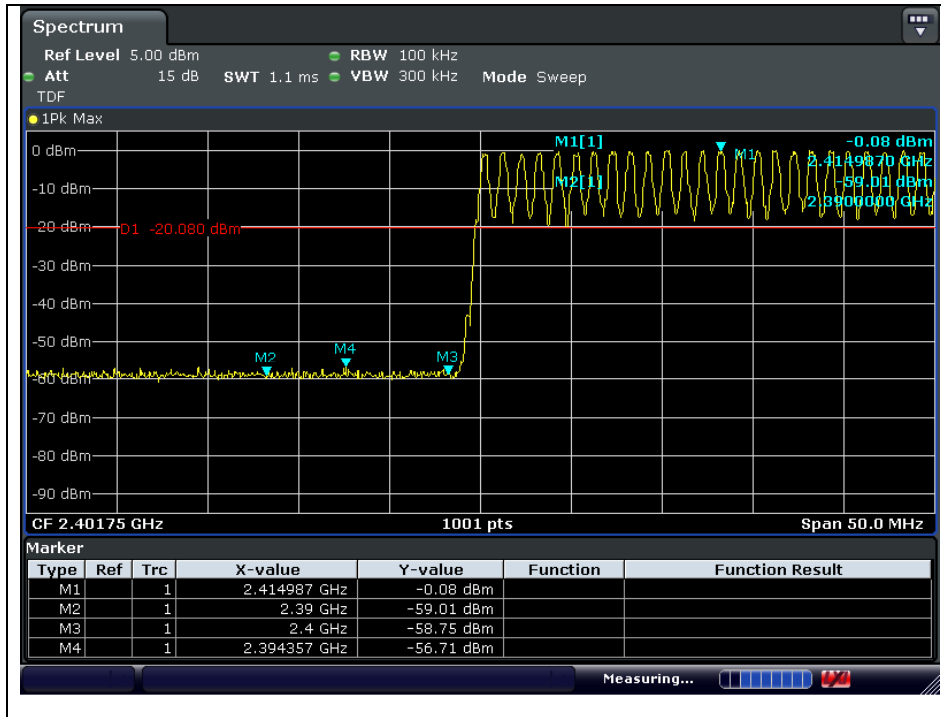 Spectrum
Ref Level 5.00 dBm RBW 100 kHz
Att 15 dB SWT 1.1 ms VBW 300 kHz Mode Sweep
TDF
1Pk Max
M1[1] -0.08 dBm
2.4149870 GHz
M2[1] -59.01 dBm
2.3900000 GHz
M1
0 dBm
-10 dBm
-20 dBm
D1 -20.080 dBm
-30 dBm
-40 dBm
-50 dBm
M2 M4 M3
-60 dBm
-70 dBm
-80 dBm
-90 dBm
CF 2.40175 GHz 1001 pts Span 50.0 MHz
Marker
Type Ref Trc X-value Y-value Function Function Result
M1 1 2.414987 GHz -0.08 dBm
M2 1 2.39 GHz -59.01 dBm
M3 1 2.4 GHz -58.75 dBm
M4 1 2.394357 GHz -56.71 dBm
Measuring...